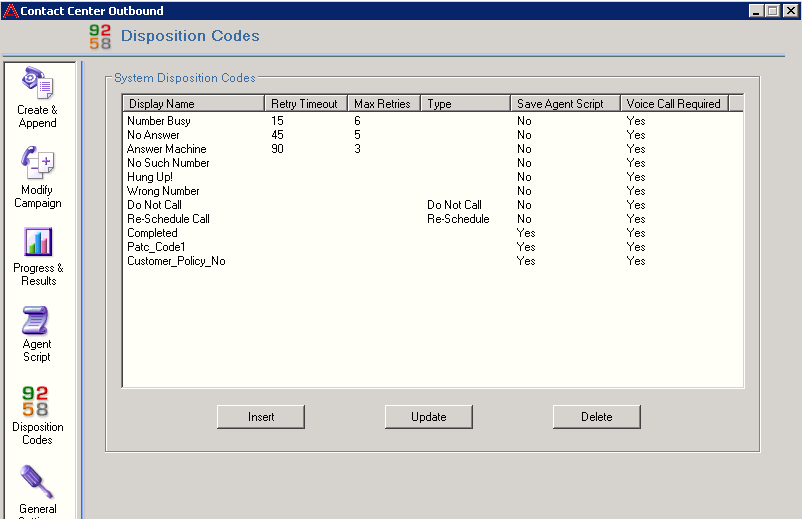 Contact Center Outbound
92
58
Disposition Codes
Create &
Append
Modify
Campaign
Progress &
Results
Agent
Script
92
58
Disposition
Codes
General
System Disposition Codes
Display Name Retry Timeout Max Retries Type Save Agent Script Voice Call Required
Number Busy 15 6 No Yes
No Answer 45 5 No Yes
Answer Machine 90 3 No Yes
No Such Number No Yes
Hung Up! No Yes
Wrong Number No Yes
Do Not Call Do Not Call No Yes
Re-Schedule Call Re-Schedule No Yes
Completed Yes Yes
Patc_Code1 Yes Yes
Customer_Policy_No Yes Yes
Insert Update Delete